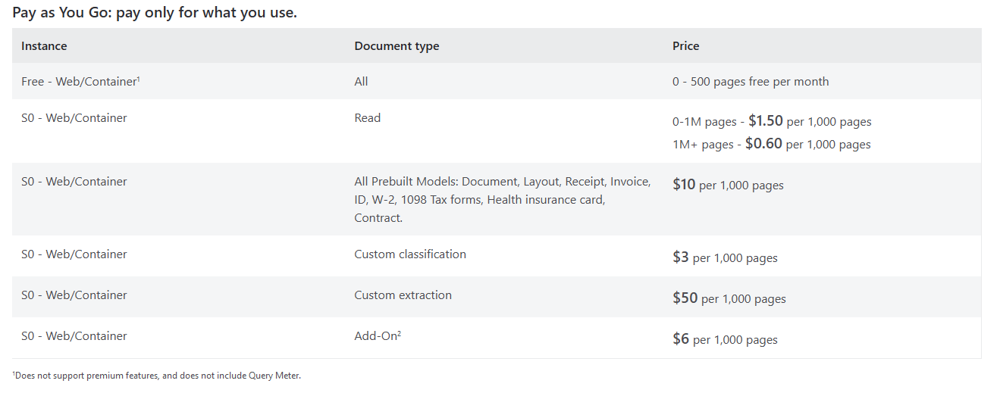 Pay as You Go: pay only for what you use.
Instance Document type Price
Free - Web/Container¹ All 0 - 500 pages free per month
S0 - Web/Container Read 0-1M pages - $1.50 per 1,000 pages
1M+ pages - $0.60 per 1,000 pages
S0 - Web/Container All Prebuilt Models: Document, Layout, Receipt, Invoice, $10 per 1,000 pages
ID, W-2, 1098 Tax forms, Health insurance card,
Contract.
S0 - Web/Container Custom classification $3 per 1,000 pages
S0 - Web/Container Custom extraction $50 per 1,000 pages
S0 - Web/Container Add-On² $6 per 1,000 pages
¹Does not support premium features, and does not include Query Meter.